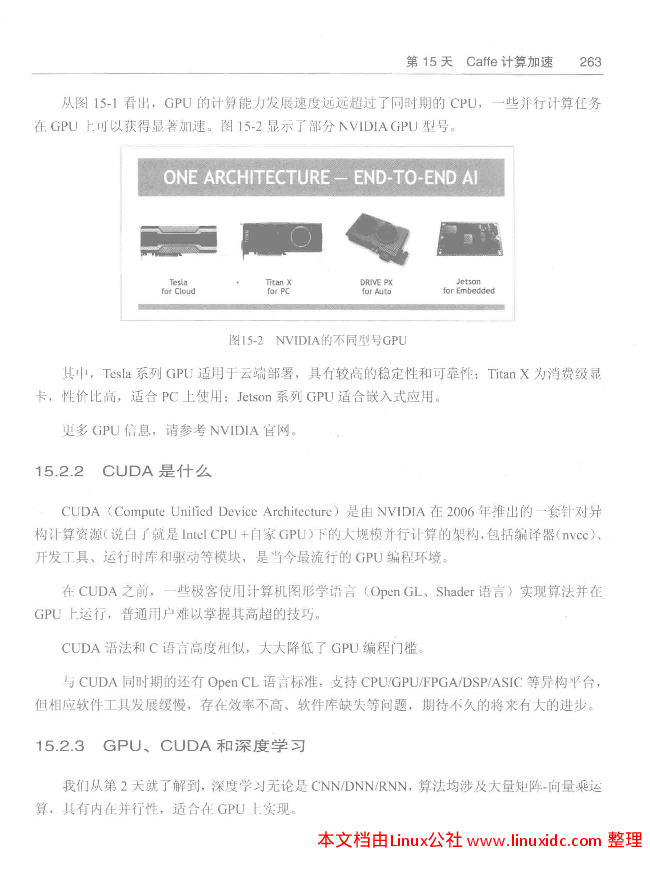 第 15 天 Caffe 计算加速 263
从图 15-1 看出，GPU 的计算能力发展速度远远超过了同时期的 CPU，一些并行计算任务
在 GPU 上可以获得显著加速。图 15-2 显示了部分 NVIDIA GPU 型号。
ONE ARCHITECTURE — END-TO-END AI
Tesla
for Cloud
Titan X
for PC
DRIVE PX
for Auto
Jetson
for Embedded
图15-2 NVIDIA的不同型号GPU
其中，Tesla 系列 GPU 适用于云端部署，具有较高的稳定性和可靠性；Titan X 为消费级显
卡，性价比高，适合 PC 上使用；Jetson 系列 GPU 适合嵌入式应用。
更多 GPU 信息，请参考 NVIDIA 官网。
15.2.2 CUDA 是什么
CUDA（Compute Unified Device Architecture）是由 NVIDIA 在 2006 年推出的一套针对异
构计算资源（说白了就是 Intel CPU +自家 GPU）下的大规模并行计算的架构，包括编译器（nvcc）、
开发工具、运行时库和驱动等模块，是当今最流行的 GPU 编程环境。
在 CUDA 之前，一些极客使用计算机图形学语言（Open GL、Shader 语言）实现算法并在
GPU 上运行，普通用户难以掌握其高超的技巧。
CUDA 语法和 C 语言高度相似，大大降低了 GPU 编程门槛。
与 CUDA 同时期的还有 Open CL 语言标准，支持 CPU/GPU/FPGA/DSP/ASIC 等异构平台，
但相应软件工具发展缓慢，存在效率不高、软件库缺失等问题，期待不久的将来有大的进步。
15.2.3 GPU、CUDA 和深度学习
我们从第 2 天就了解到，深度学习无论是 CNN/DNN/RNN，算法均涉及大量矩阵-向量乘运
算，具有内在并行性，适合在 GPU 上实现。
本文档由Linux公社 www.linuxidc.com 整理